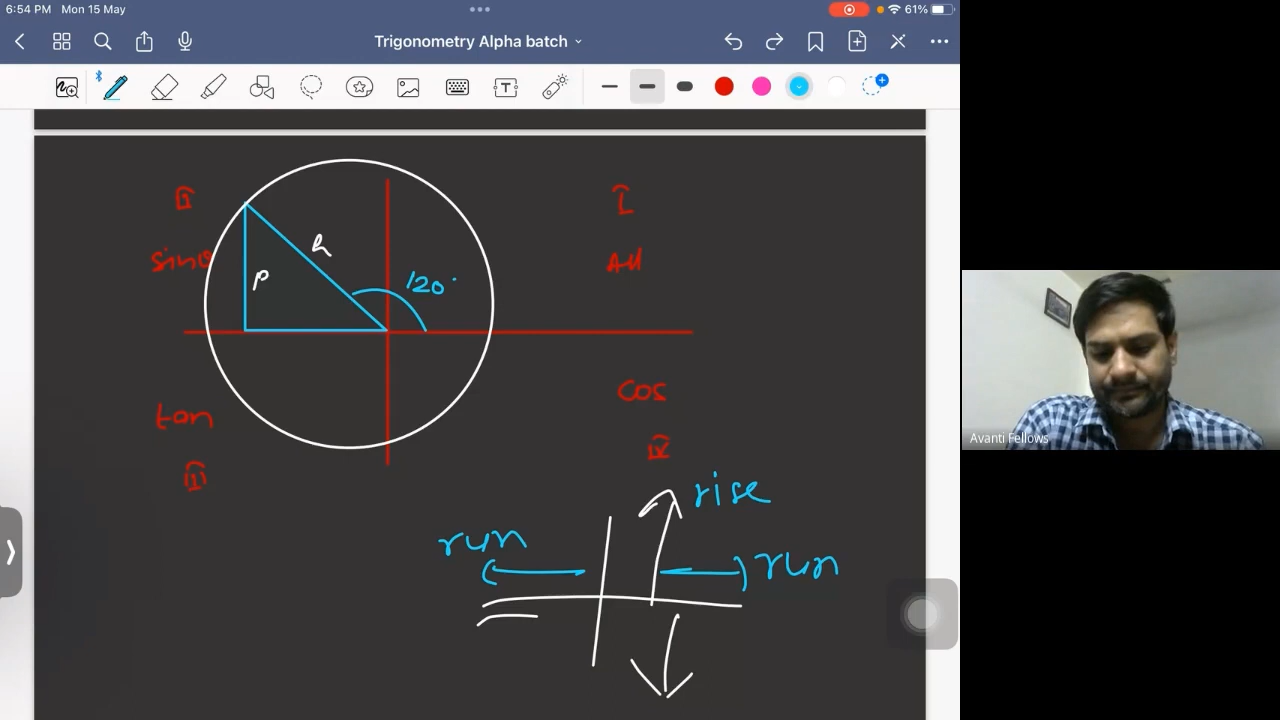 6:54 PM Mon 15 May
61%
Trigonometry Alpha batch
T
II
I
sinθ
All
h
p
120°
tan
III
cos
IV
rise
run
run
Avanti Fellows